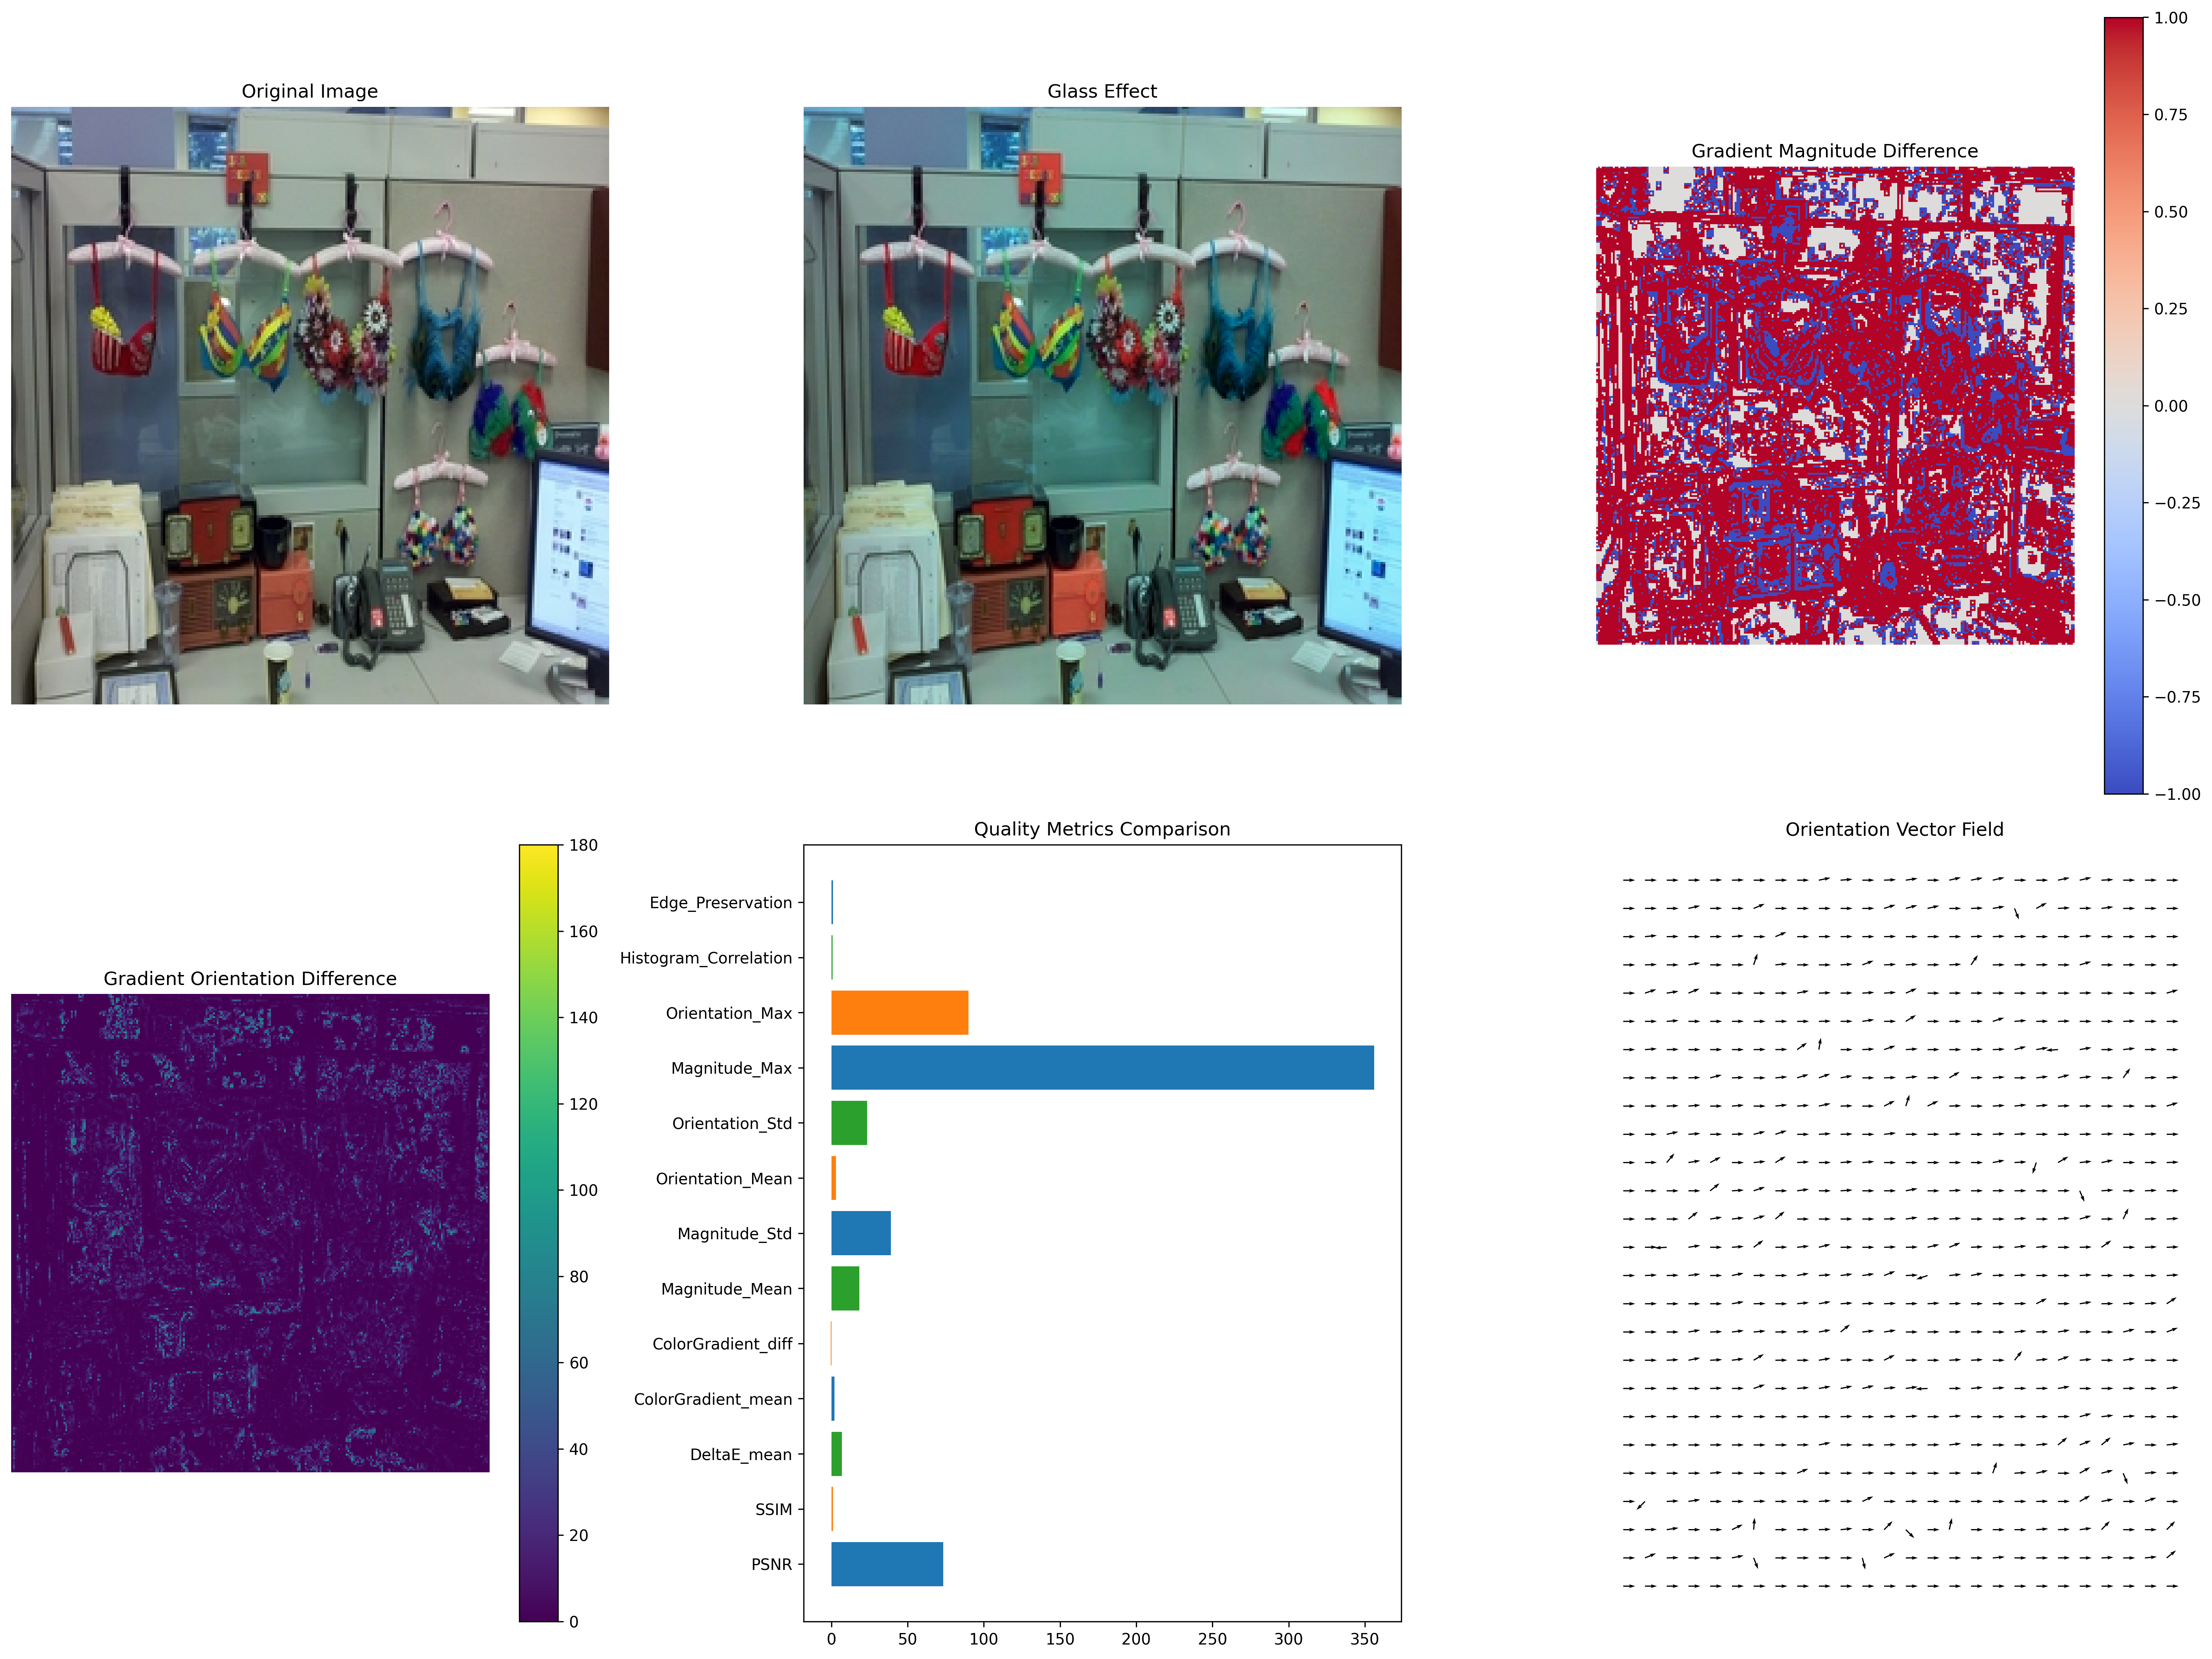 Original Image
Glass Effect
Gradient Magnitude Difference
1.00
0.75
0.50
0.25
0.00
−0.25
−0.50
−0.75
−1.00
Gradient Orientation Difference
180
160
140
120
100
80
60
40
20
0
Quality Metrics Comparison
Edge_Preservation
Histogram_Correlation
Orientation_Max
Magnitude_Max
Orientation_Std
Orientation_Mean
Magnitude_Std
Magnitude_Mean
ColorGradient_diff
ColorGradient_mean
DeltaE_mean
SSIM
PSNR
0 50 100 150 200 250 300 350
Orientation Vector Field